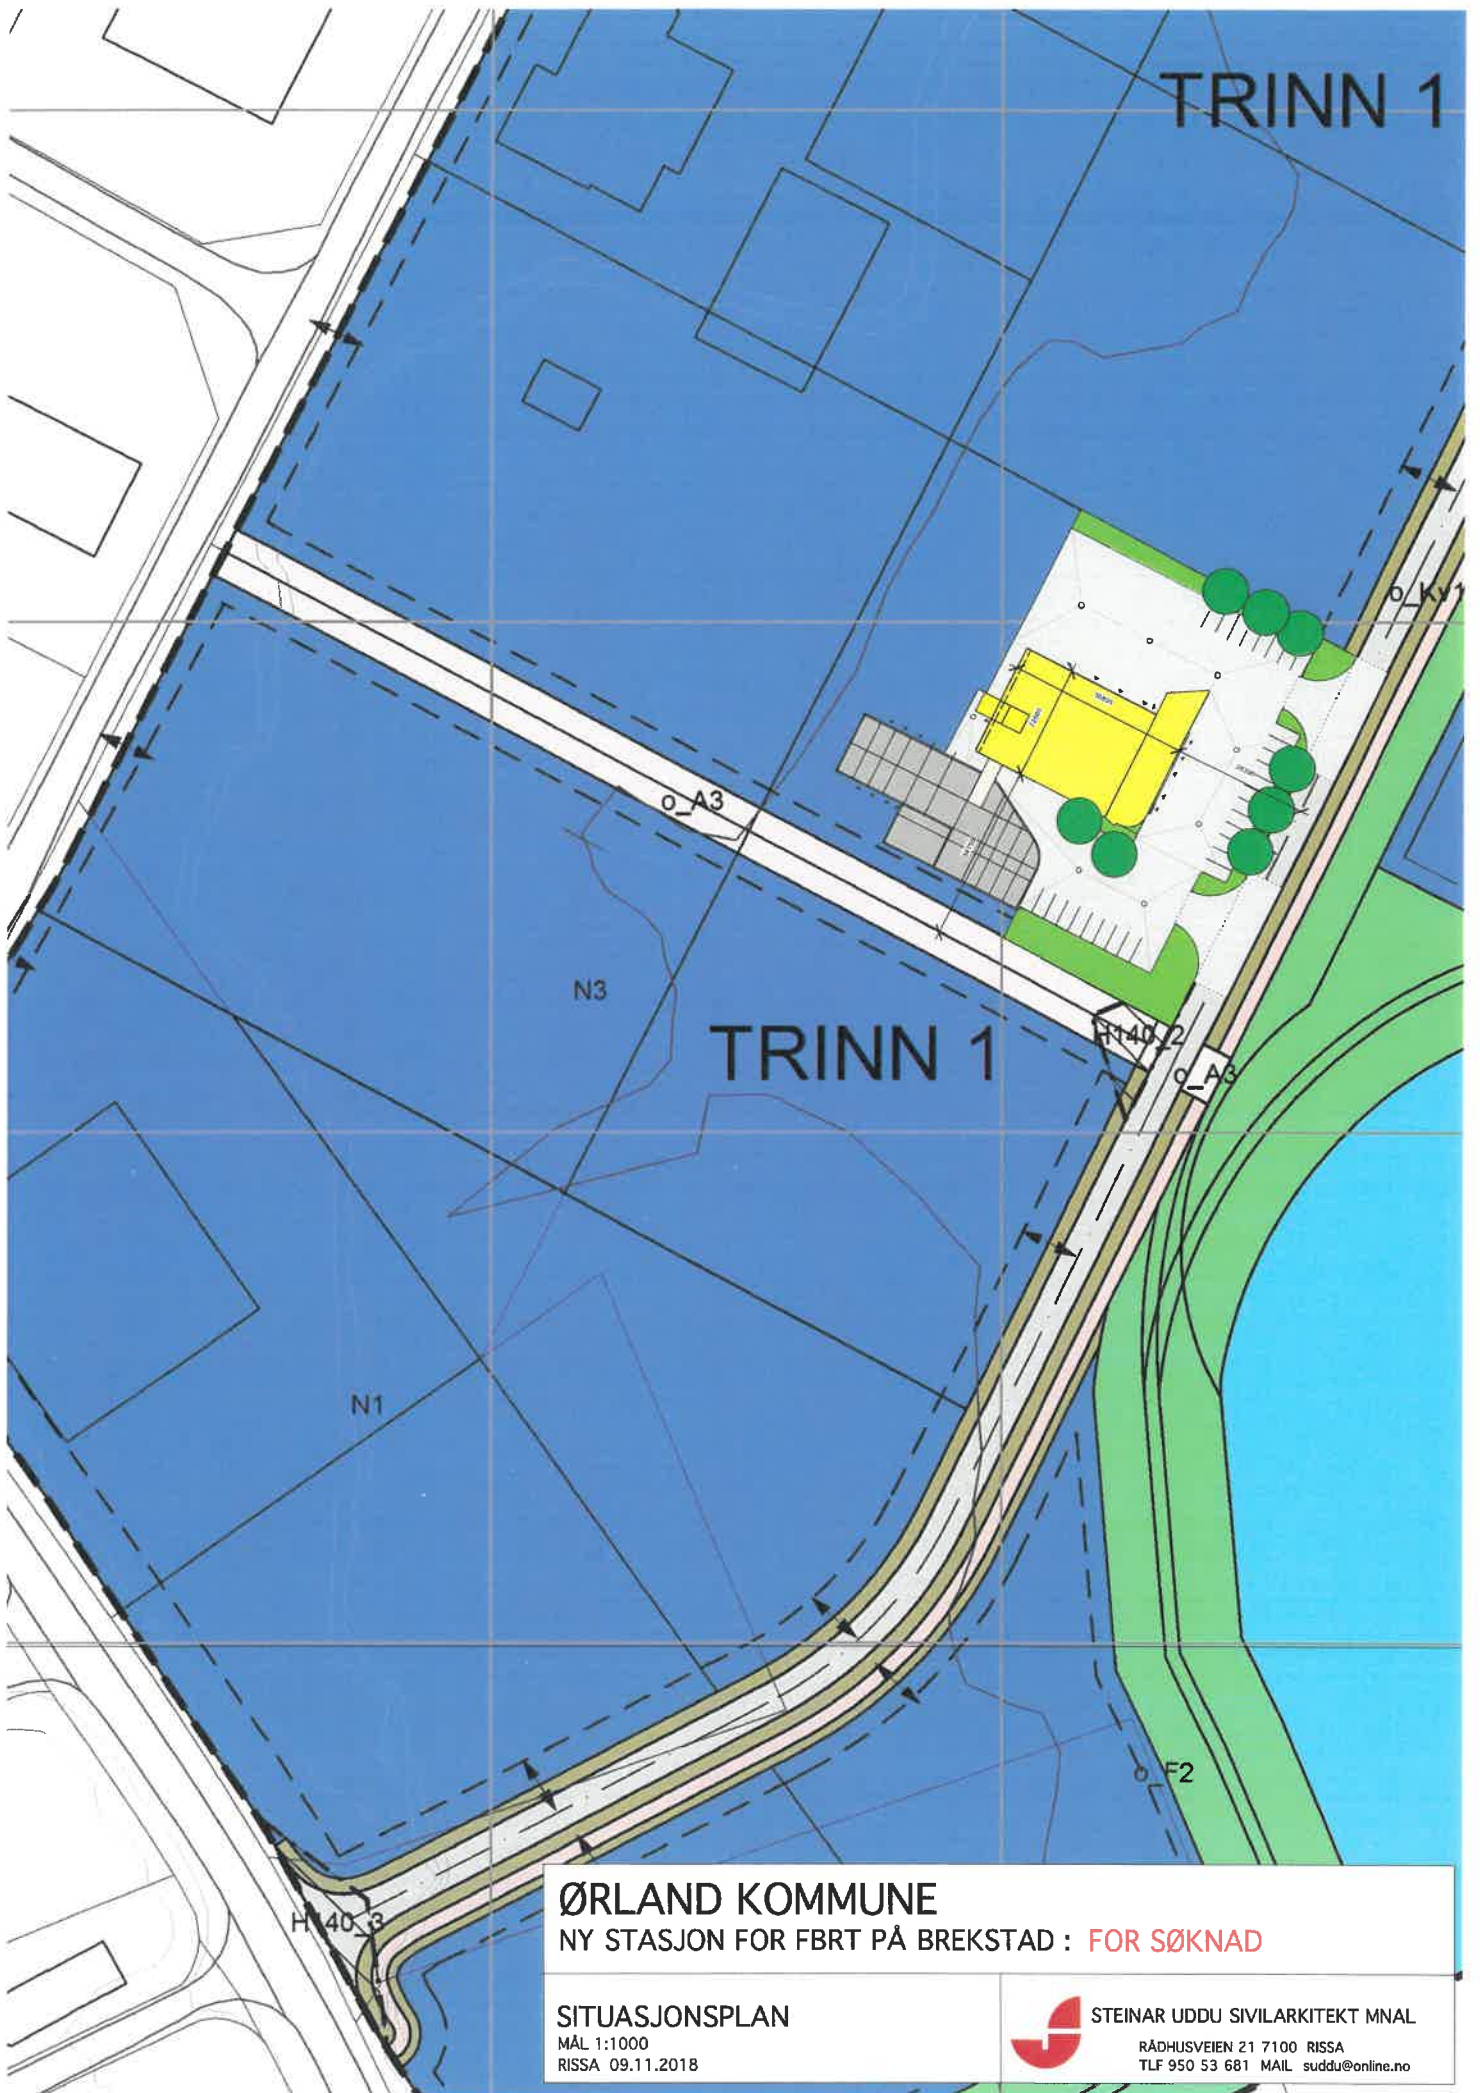 TRINN 1
o_Kv1
o_A3
N3
TRINN 1
H140_2
o_A3
N1
o_F2
H140_3
ØRLAND KOMMUNE
NY STASJON FOR FBRT PÅ BREKSTAD : FOR SØKNAD
SITUASJONSPLAN
MÅL 1:1000
RISSA 09.11.2018
STEINAR UDDU SIVILARKITEKT MNAL
RÅDHUSVEIEN 21 7100 RISSA
TLF 950 53 681 MAIL suddu@online.no